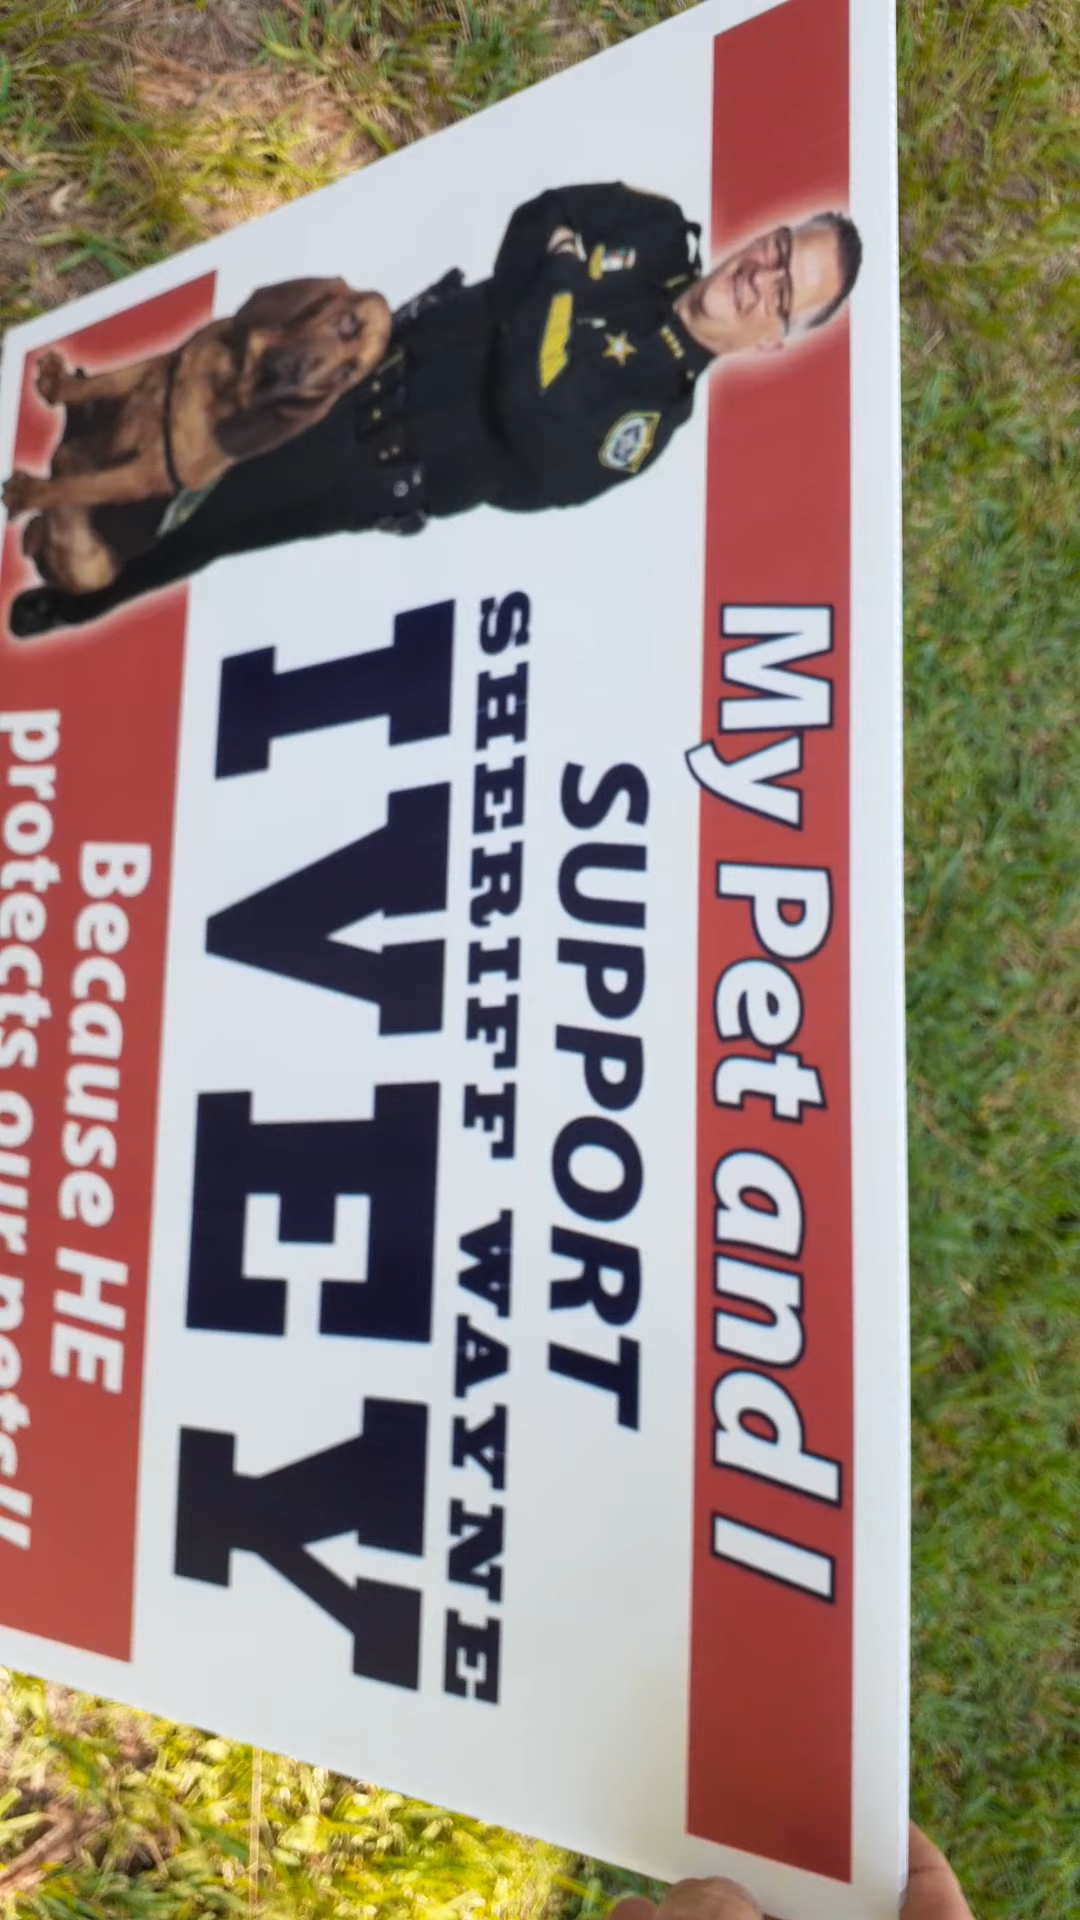 My Pet and I
SUPPORT
SHERIFF WAYNE
IVEY
Because HE
protects our pets!!